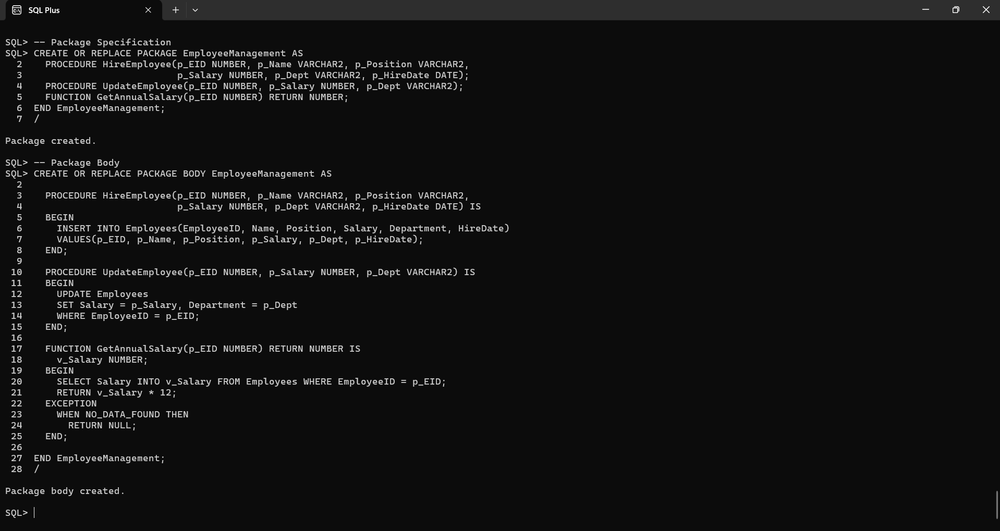 SQL Plus
SQL> -- Package Specification
SQL> CREATE OR REPLACE PACKAGE EmployeeManagement AS
  2    PROCEDURE HireEmployee(p_EID NUMBER, p_Name VARCHAR2, p_Position VARCHAR2,
  3                           p_Salary NUMBER, p_Dept VARCHAR2, p_HireDate DATE);
  4    PROCEDURE UpdateEmployee(p_EID NUMBER, p_Salary NUMBER, p_Dept VARCHAR2);
  5    FUNCTION GetAnnualSalary(p_EID NUMBER) RETURN NUMBER;
  6  END EmployeeManagement;
  7  /
Package created.
SQL> -- Package Body
SQL> CREATE OR REPLACE PACKAGE BODY EmployeeManagement AS
  2
  3    PROCEDURE HireEmployee(p_EID NUMBER, p_Name VARCHAR2, p_Position VARCHAR2,
  4                           p_Salary NUMBER, p_Dept VARCHAR2, p_HireDate DATE) IS
  5    BEGIN
  6      INSERT INTO Employees(EmployeeID, Name, Position, Salary, Department, HireDate)
  7      VALUES(p_EID, p_Name, p_Position, p_Salary, p_Dept, p_HireDate);
  8    END;
  9
 10    PROCEDURE UpdateEmployee(p_EID NUMBER, p_Salary NUMBER, p_Dept VARCHAR2) IS
 11    BEGIN
 12      UPDATE Employees
 13      SET Salary = p_Salary, Department = p_Dept
 14      WHERE EmployeeID = p_EID;
 15    END;
 16
 17    FUNCTION GetAnnualSalary(p_EID NUMBER) RETURN NUMBER IS
 18      v_Salary NUMBER;
 19    BEGIN
 20      SELECT Salary INTO v_Salary FROM Employees WHERE EmployeeID = p_EID;
 21      RETURN v_Salary * 12;
 22    EXCEPTION
 23      WHEN NO_DATA_FOUND THEN
 24        RETURN NULL;
 25    END;
 26
 27  END EmployeeManagement;
 28  /
Package body created.
SQL>